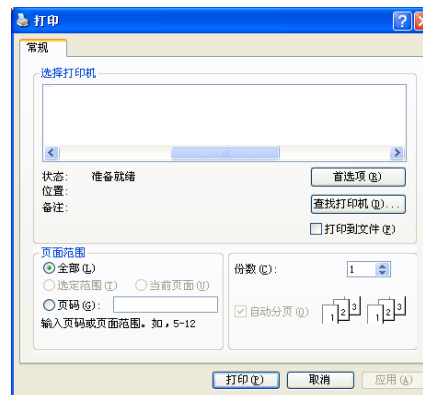 打印
常规
选择打印机
状态: 准备就绪
首选项(R)
位置:
查找打印机(D)...
备注:
打印到文件(F)
页面范围
全部(L)
份数(C): 1
选定范围(T) 当前页面(U)
页码(G):
自动分页(O)
1 1 2 2 3 3
输入页码或页面范围。如,5-12
打印(P) 取消 应用(A)